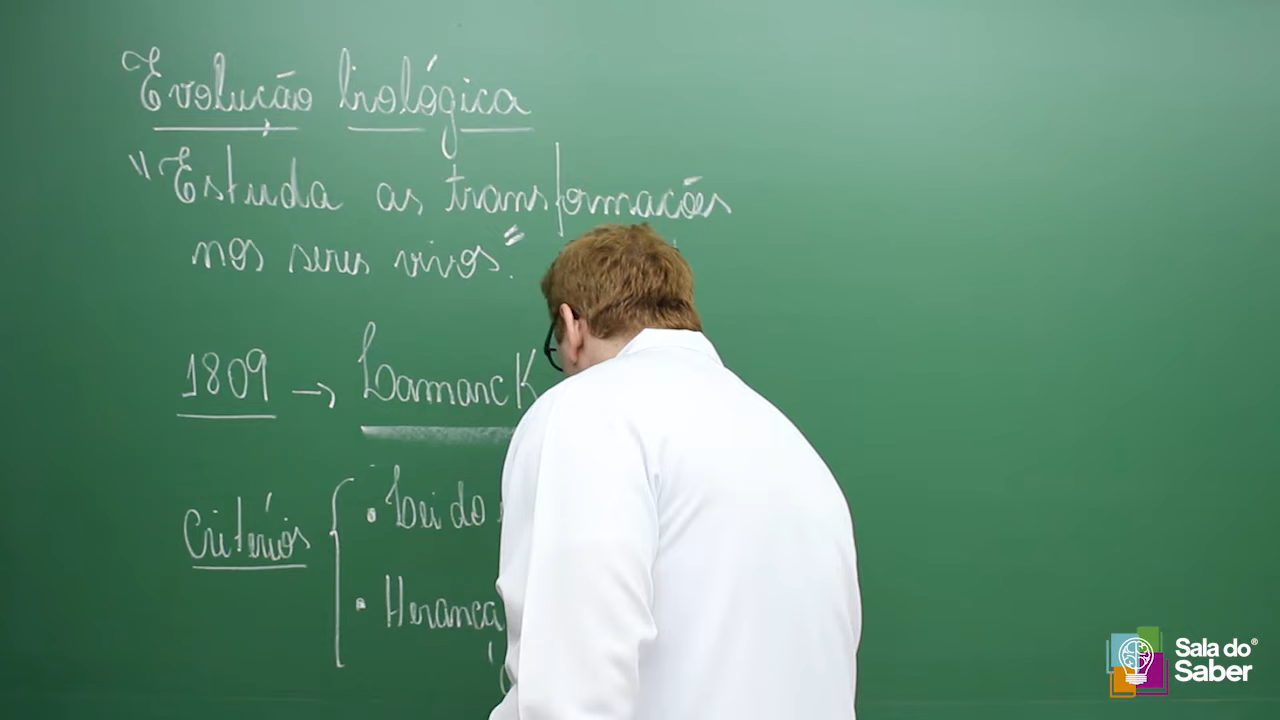 Evolução biológica
"Estuda as transformações
nos seres vivos."
1809 → Lamarck
Critérios
• Lei do
• Herança
Sala do®
Saber